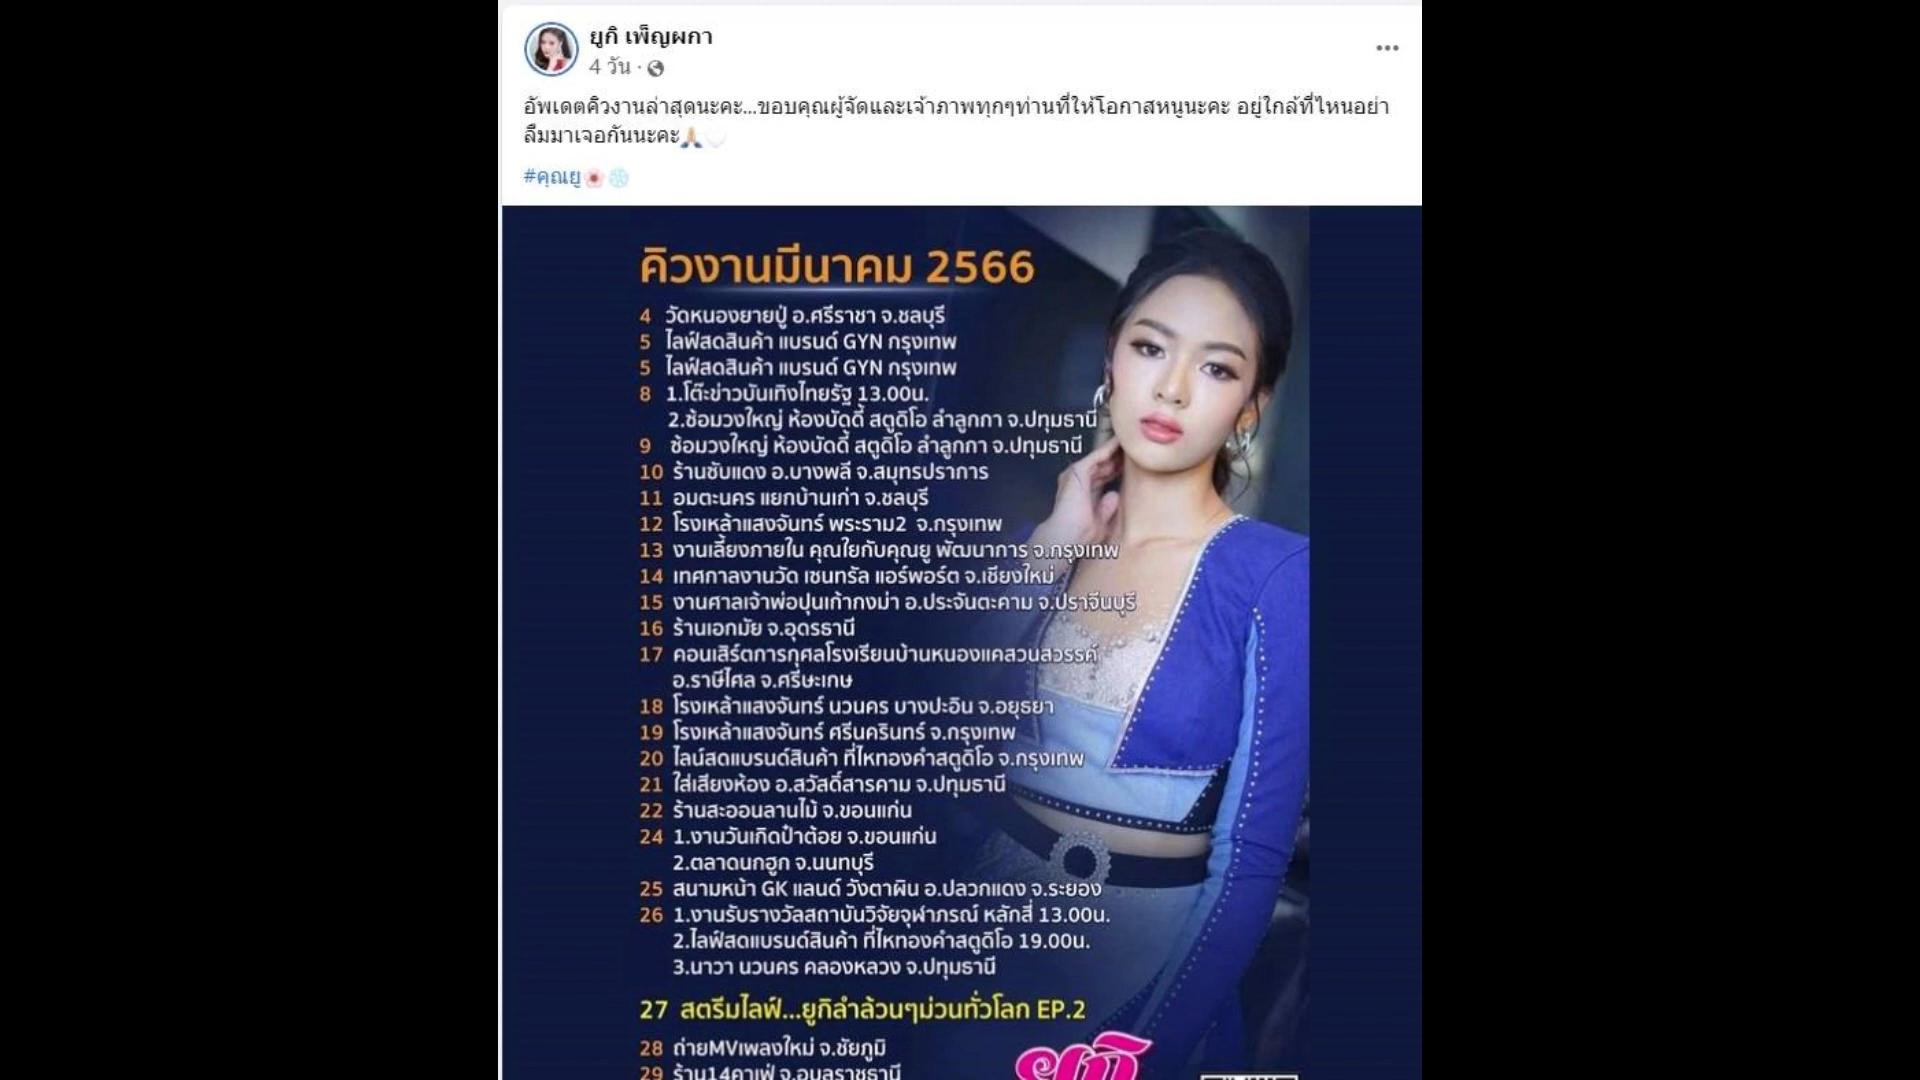 ยูกิ เพ็ญผกา
4 วัน ·
อัพเดตคิวงานล่าสุดนะคะ...ขอบคุณผู้จัดและเจ้าภาพทุกๆท่านที่ให้โอกาสหนูนะคะ อยู่ใกล้ที่ไหนอย่า
ลืมมาเจอกันนะคะ🙏🏻🤍
#คุณยู🌸❄️
คิวงานมีนาคม 2566
4 วัดหนองยายปู่ อ.ศรีราชา จ.ชลบุรี
5 ไลฟ์สดสินค้า แบรนด์ GYN กรุงเทพ
5 ไลฟ์สดสินค้า แบรนด์ GYN กรุงเทพ
8 1.โต๊ะข่าวบันเทิงไทยรัฐ 13.00น.
2.ซ้อมวงใหญ่ ห้องบัดดี้ สตูดิโอ ลำลูกกา จ.ปทุมธานี
9 ซ้อมวงใหญ่ ห้องบัดดี้ สตูดิโอ ลำลูกกา จ.ปทุมธานี
10 ร้านซับแดง อ.บางพลี จ.สมุทรปราการ
11 อมตะนคร แยกบ้านเก่า จ.ชลบุรี
12 โรงเหล้าแสงจันทร์ พระราม2 จ.กรุงเทพ
13 งานเลี้ยงภายใน คุณใยกับคุณยู พัฒนาการ จ.กรุงเทพ
14 เทศกาลงานวัด เซนทรัล แอร์พอร์ต จ.เชียงใหม่
15 งานศาลเจ้าพ่อปุนเก้ากงม่า อ.ประจันตะคาม จ.ปราจีนบุรี
16 ร้านเอกมัย จ.อุดรธานี
17 คอนเสิร์ตการกุศลโรงเรียนบ้านหนองแคสวนสวรรค์
อ.ราษีไศล จ.ศรีษะเกษ
18 โรงเหล้าแสงจันทร์ นวนคร บางปะอิน จ.อยุธยา
19 โรงเหล้าแสงจันทร์ ศรีนครินทร์ จ.กรุงเทพ
20 ไลน์สดแบรนด์สินค้า ที่ไหทองคำสตูดิโอ จ.กรุงเทพ
21 ใส่เสียงห้อง อ.สวัสดิ์สารคาม จ.ปทุมธานี
22 ร้านสะออนลานไม้ จ.ขอนแก่น
24 1.งานวันเกิดป๋าต้อย จ.ขอนแก่น
2.ตลาดนกฮูก จ.นนทบุรี
25 สนามหน้า GK แลนด์ วังตาผิน อ.ปลวกแดง จ.ระยอง
26 1.งานรับรางวัลสถาบันวิจัยจุฬาภรณ์ หลักสี่ 13.00น.
2.ไลฟ์สดแบรนด์สินค้า ที่ไหทองคำสตูดิโอ 19.00น.
3.นาวา นวนคร คลองหลวง จ.ปทุมธานี
27 สตรีมไลฟ์...ยูกิลำล้วนๆม่วนทั่วโลก EP.2
28 ถ่ายMVเพลงใหม่ จ.ชัยภูมิ
29 ร้าน14คาเฟ่ จ.อุบลราชธานี
ยูกิ